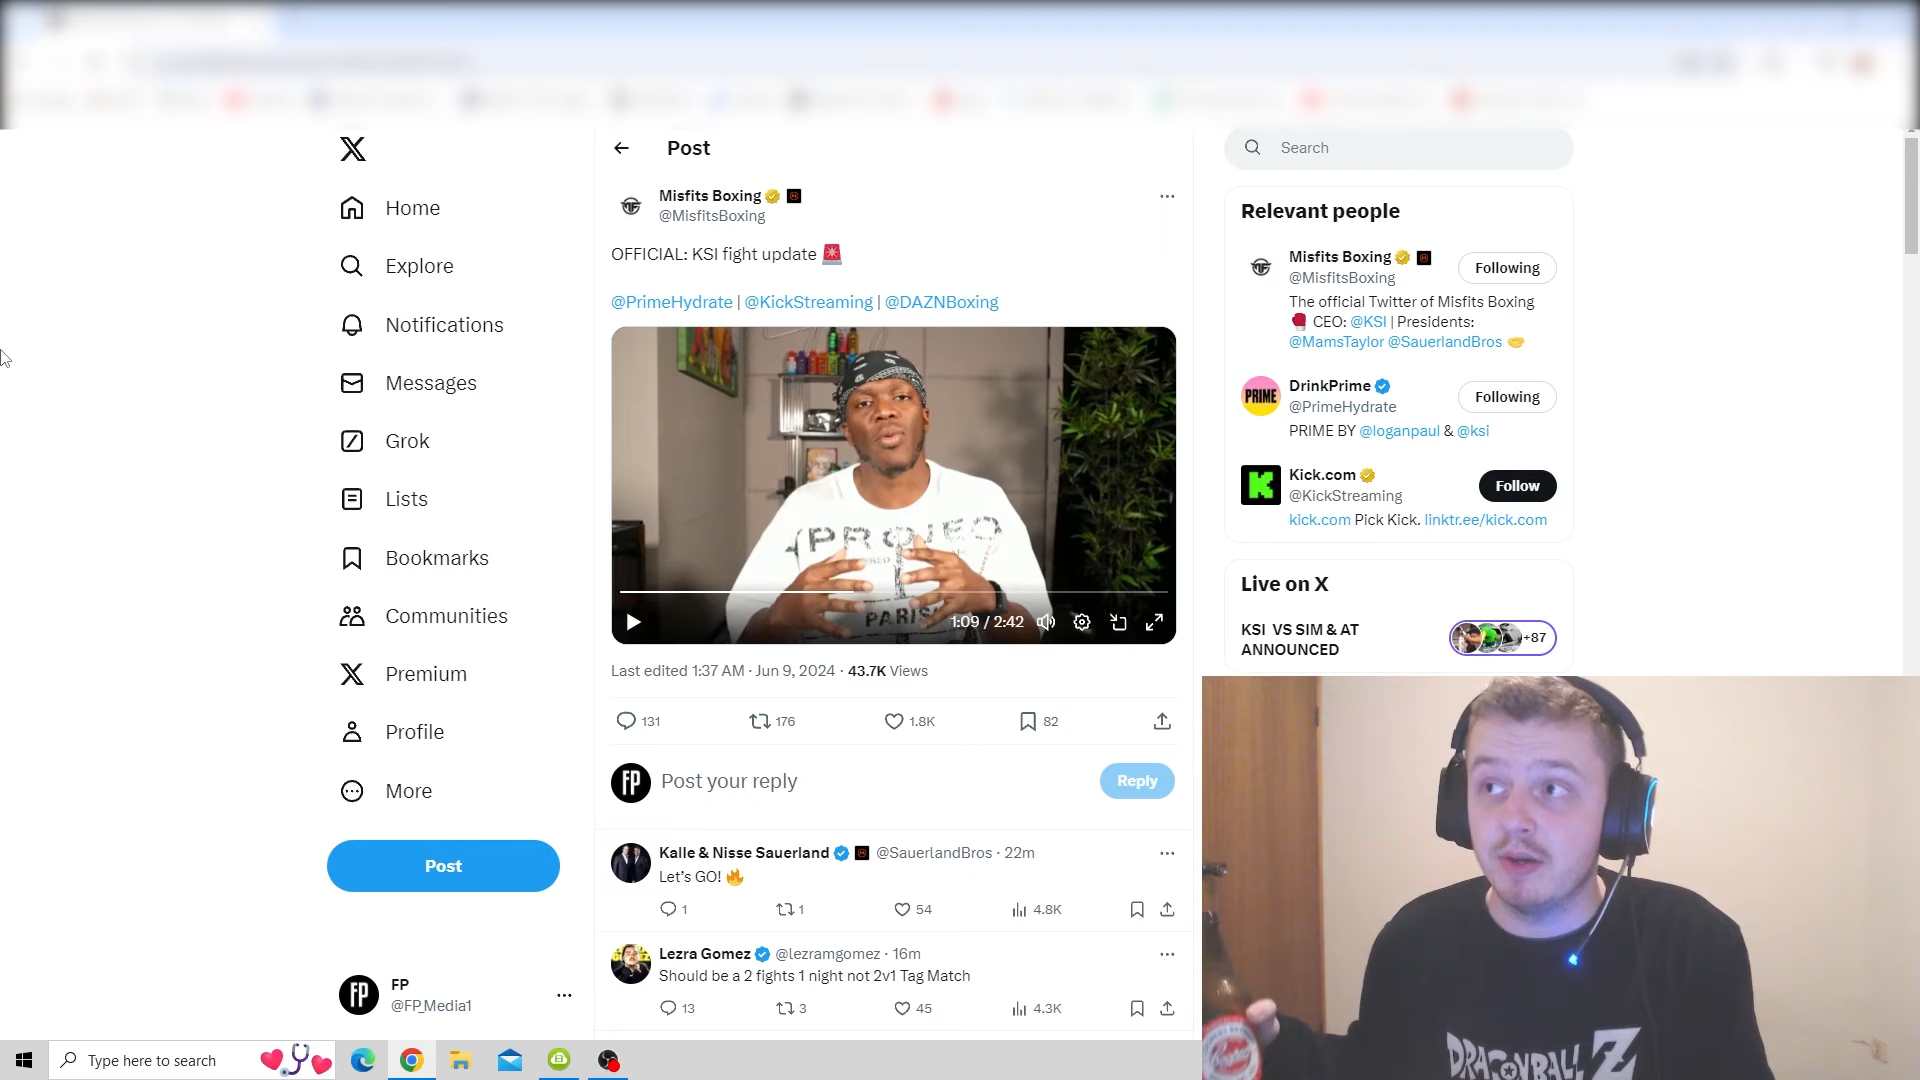 Home
Explore
Notifications
Messages
Grok
Lists
Bookmarks
Communities
Premium
Profile
More
Post
FP
@FP_Media1
Post
Misfits Boxing
@MisfitsBoxing
OFFICIAL: KSI fight update 🚨
@PrimeHydrate | @KickStreaming | @DAZNBoxing
PARIS
1:09 / 2:42
Last edited 1:37 AM · Jun 9, 2024 · 43.7K Views
131 176 1.8K 82
FP Post your reply Reply
Kalle & Nisse Sauerland @SauerlandBros · 22m
Let's GO! 🔥
1 1 54 4.8K
Lezra Gomez @lezramgomez · 16m
Should be a 2 fights 1 night not 2v1 Tag Match
13 3 45 4.3K
Search
Relevant people
Misfits Boxing
@MisfitsBoxing
Following
The official Twitter of Misfits Boxing
🥊 CEO: @KSI | Presidents:
@MamsTaylor @SauerlandBros 🤝
PRIME
DrinkPrime
@PrimeHydrate
Following
PRIME BY @loganpaul & @ksi
K
Kick.com
@KickStreaming
Follow
kick.com Pick Kick. linktr.ee/kick.com
Live on X
KSI VS SIM & AT
ANNOUNCED
+87
DRAGONBALL Z
Type here to search